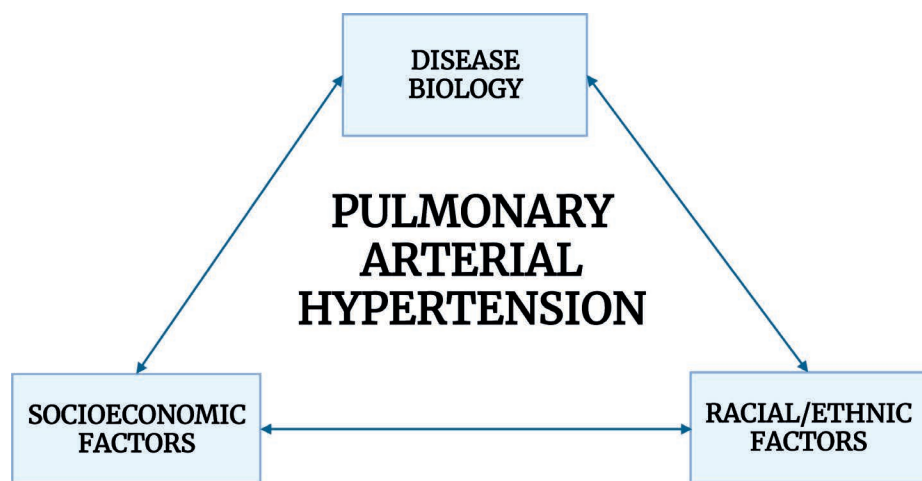 DISEASE
BIOLOGY
PULMONARY
ARTERIAL
HYPERTENSION
SOCIOECONOMIC
FACTORS
RACIAL/ETHNIC
FACTORS